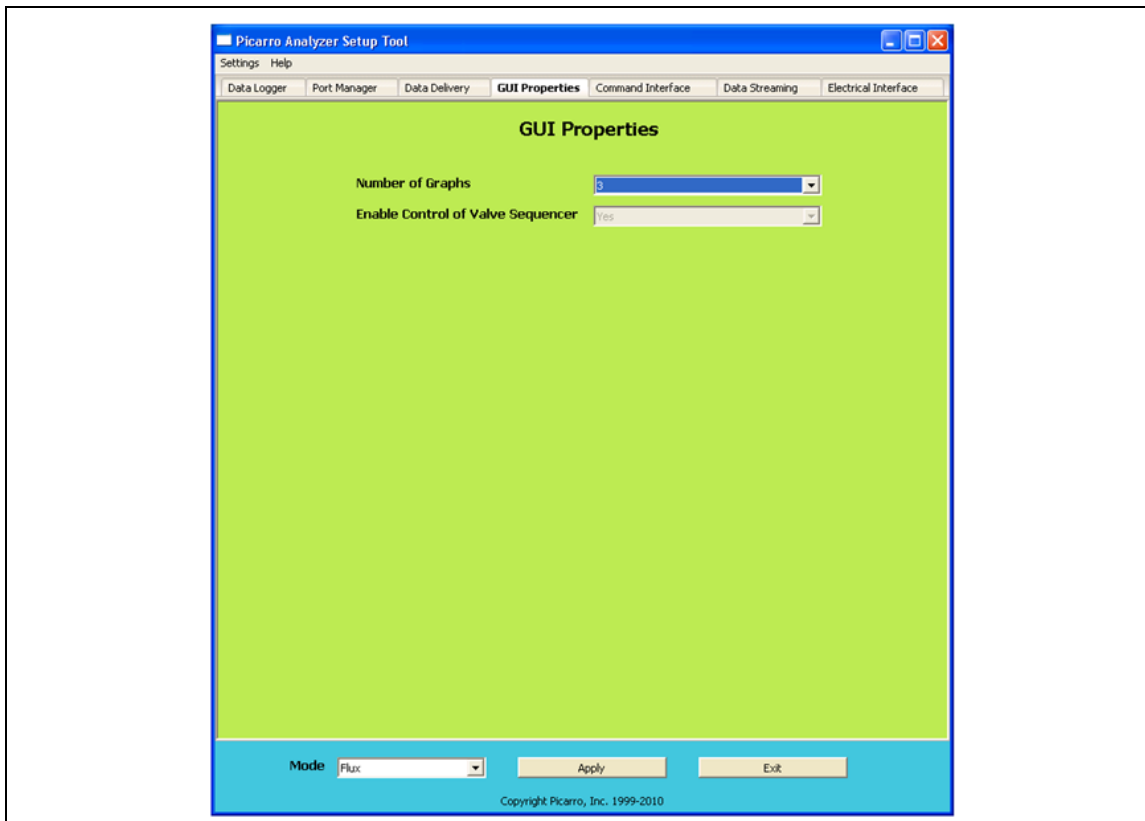 Picarro Analyzer Setup Tool
Settings Help
Data Logger Port Manager Data Delivery GUI Properties Command Interface Data Streaming Electrical Interface
GUI Properties
Number of Graphs 3
Enable Control of Valve Sequencer Yes
Mode Flux Apply Exit
Copyright Picarro, Inc. 1999-2010